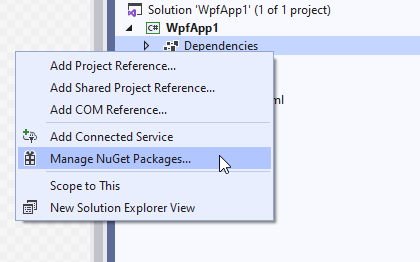 Solution 'WpfApp1' (1 of 1 project)
C# WpfApp1
Dependencies
Add Project Reference...
Add Shared Project Reference...
Add COM Reference...
Add Connected Service
Manage NuGet Packages...
Scope to This
New Solution Explorer View